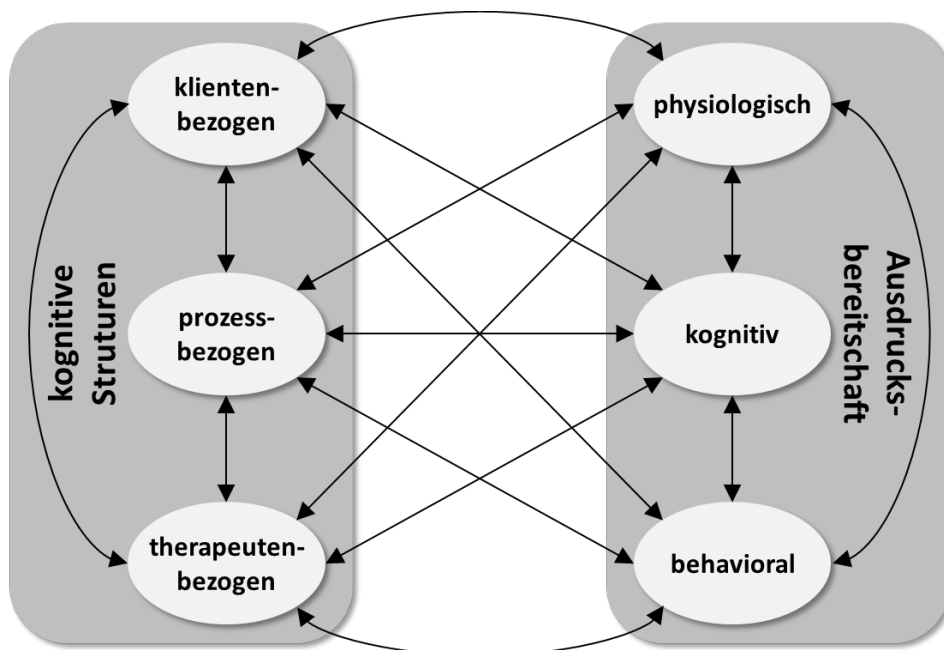 klienten-
bezogen
prozess-
bezogen
therapeuten-
bezogen
kognitive
Struturen
physiologisch
kognitiv
behavioral
Ausdrucks-
bereitschaft